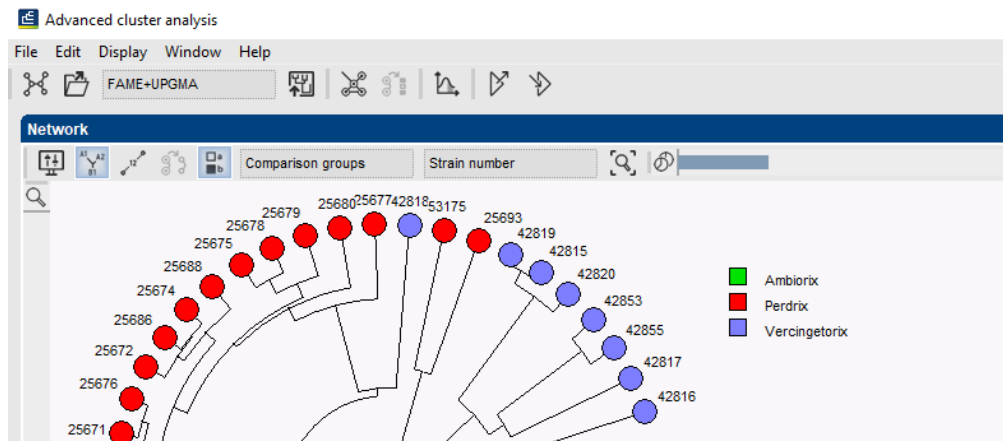 Advanced cluster analysis
File Edit Display Window Help
FAME+UPGMA
Network
Comparison groups
Strain number
25680
25677
42818
53175
25679
25693
25678
42819
25675
42815
25688
42820
25674
42853
25686
42855
25672
42817
25676
42816
25671
Ambiorix
Perdrix
Vercingetorix